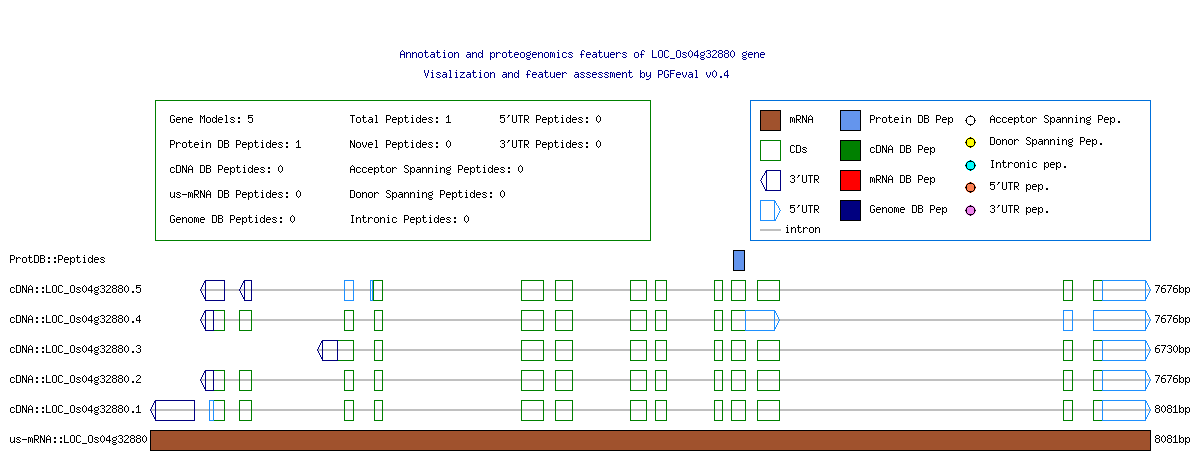 Annotation and proteogenomics featuers of LOC_Os04g32880 gene
Visalization and featuer assessment by PGFeval v0.4
Gene Models: 5 Total Peptides: 1 5'UTR Peptides: 0
Protein DB Peptides: 1 Novel Peptides: 0 3'UTR Peptides: 0
cDNA DB Peptides: 0 Acceptor Spanning Peptides: 0
us-mRNA DB Peptides: 0 Donor Spanning Peptides: 0
Genome DB Peptides: 0 Intronic Peptides: 0
mRNA Protein DB Pep Acceptor Spanning Pep.
CDs cDNA DB Pep Donor Spanning Pep.
3'UTR mRNA DB Pep Intronic pep.
5'UTR Genome DB Pep 5'UTR pep.
intron 3'UTR pep.
ProtDB::Peptides
cDNA::LOC_Os04g32880.5 7676bp
cDNA::LOC_Os04g32880.4 7676bp
cDNA::LOC_Os04g32880.3 6730bp
cDNA::LOC_Os04g32880.2 7676bp
cDNA::LOC_Os04g32880.1 8081bp
us-mRNA::LOC_Os04g32880 8081bp